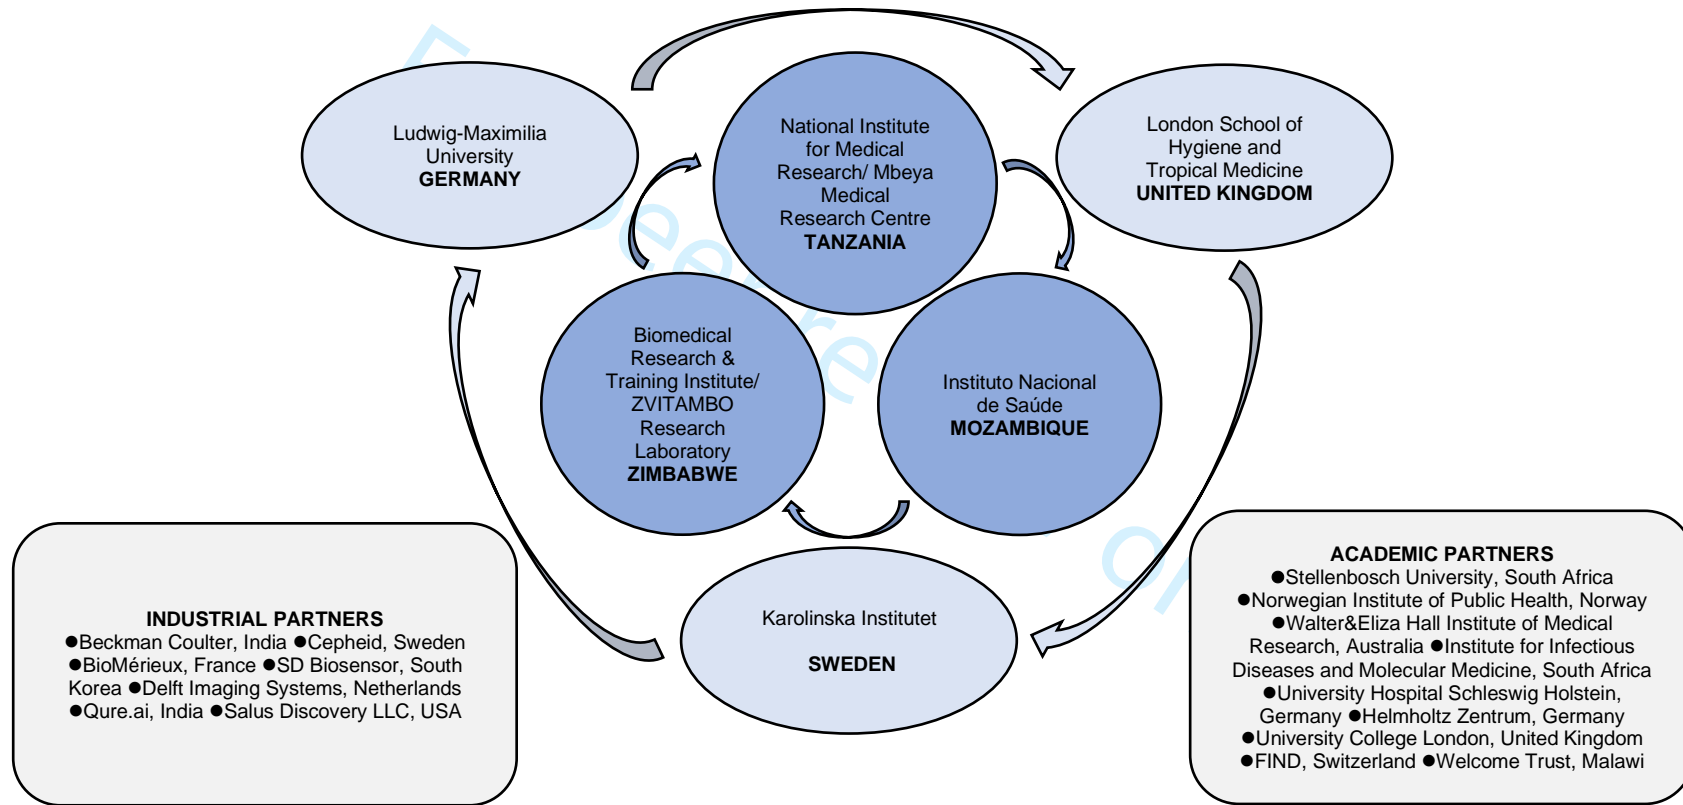 Ludwig-Maximilia
University
GERMANY
National Institute
for Medical
Research/ Mbeya
Medical
Research Centre
TANZANIA
London School of
Hygiene and
Tropical Medicine
UNITED KINGDOM
Biomedical
Research &
Training Institute/
ZVITAMBO
Research
Laboratory
ZIMBABWE
Instituto Nacional
de Saúde
MOZAMBIQUE
Karolinska Institutet
SWEDEN
INDUSTRIAL PARTNERS
●Beckman Coulter, India ●Cepheid, Sweden
●BioMérieux, France ●SD Biosensor, South
Korea ●Delft Imaging Systems, Netherlands
●Qure.ai, India ●Salus Discovery LLC, USA
ACADEMIC PARTNERS
●Stellenbosch University, South Africa
●Norwegian Institute of Public Health, Norway
●Walter&Eliza Hall Institute of Medical
Research, Australia ●Institute for Infectious
Diseases and Molecular Medicine, South Africa
●University Hospital Schleswig Holstein,
Germany ●Helmholtz Zentrum, Germany
●University College London, United Kingdom
●FIND, Switzerland ●Welcome Trust, Malawi